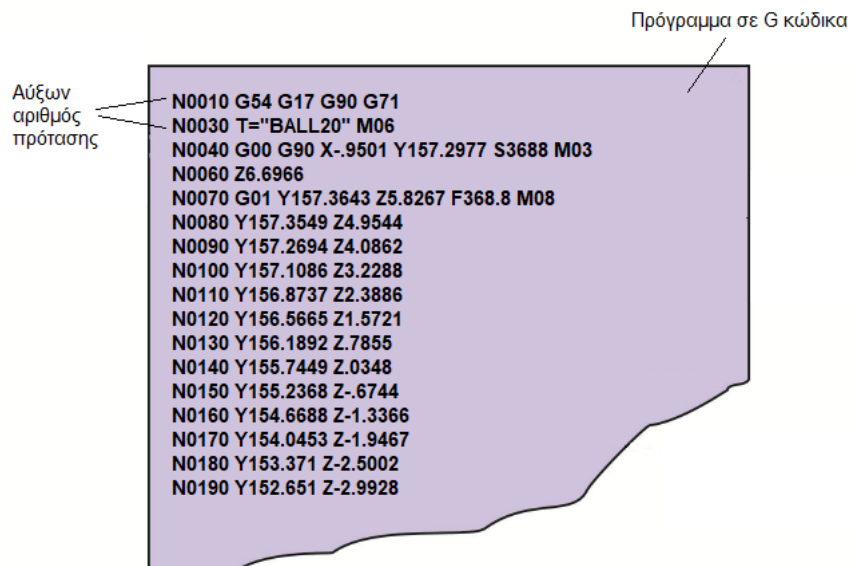 Πρόγραμμα σε G κώδικα
Αύξων
αριθμός
πρότασης
N0010 G54 G17 G90 G71
N0030 T="BALL20" M06
N0040 G00 G90 X-.9501 Y157.2977 S3688 M03
N0060 Z6.6966
N0070 G01 Y157.3643 Z5.8267 F368.8 M08
N0080 Y157.3549 Z4.9544
N0090 Y157.2694 Z4.0862
N0100 Y157.1086 Z3.2288
N0110 Y156.8737 Z2.3886
N0120 Y156.5665 Z1.5721
N0130 Y156.1892 Z.7855
N0140 Y155.7449 Z.0348
N0150 Y155.2368 Z-.6744
N0160 Y154.6688 Z-1.3366
N0170 Y154.0453 Z-1.9467
N0180 Y153.371 Z-2.5002
N0190 Y152.651 Z-2.9928